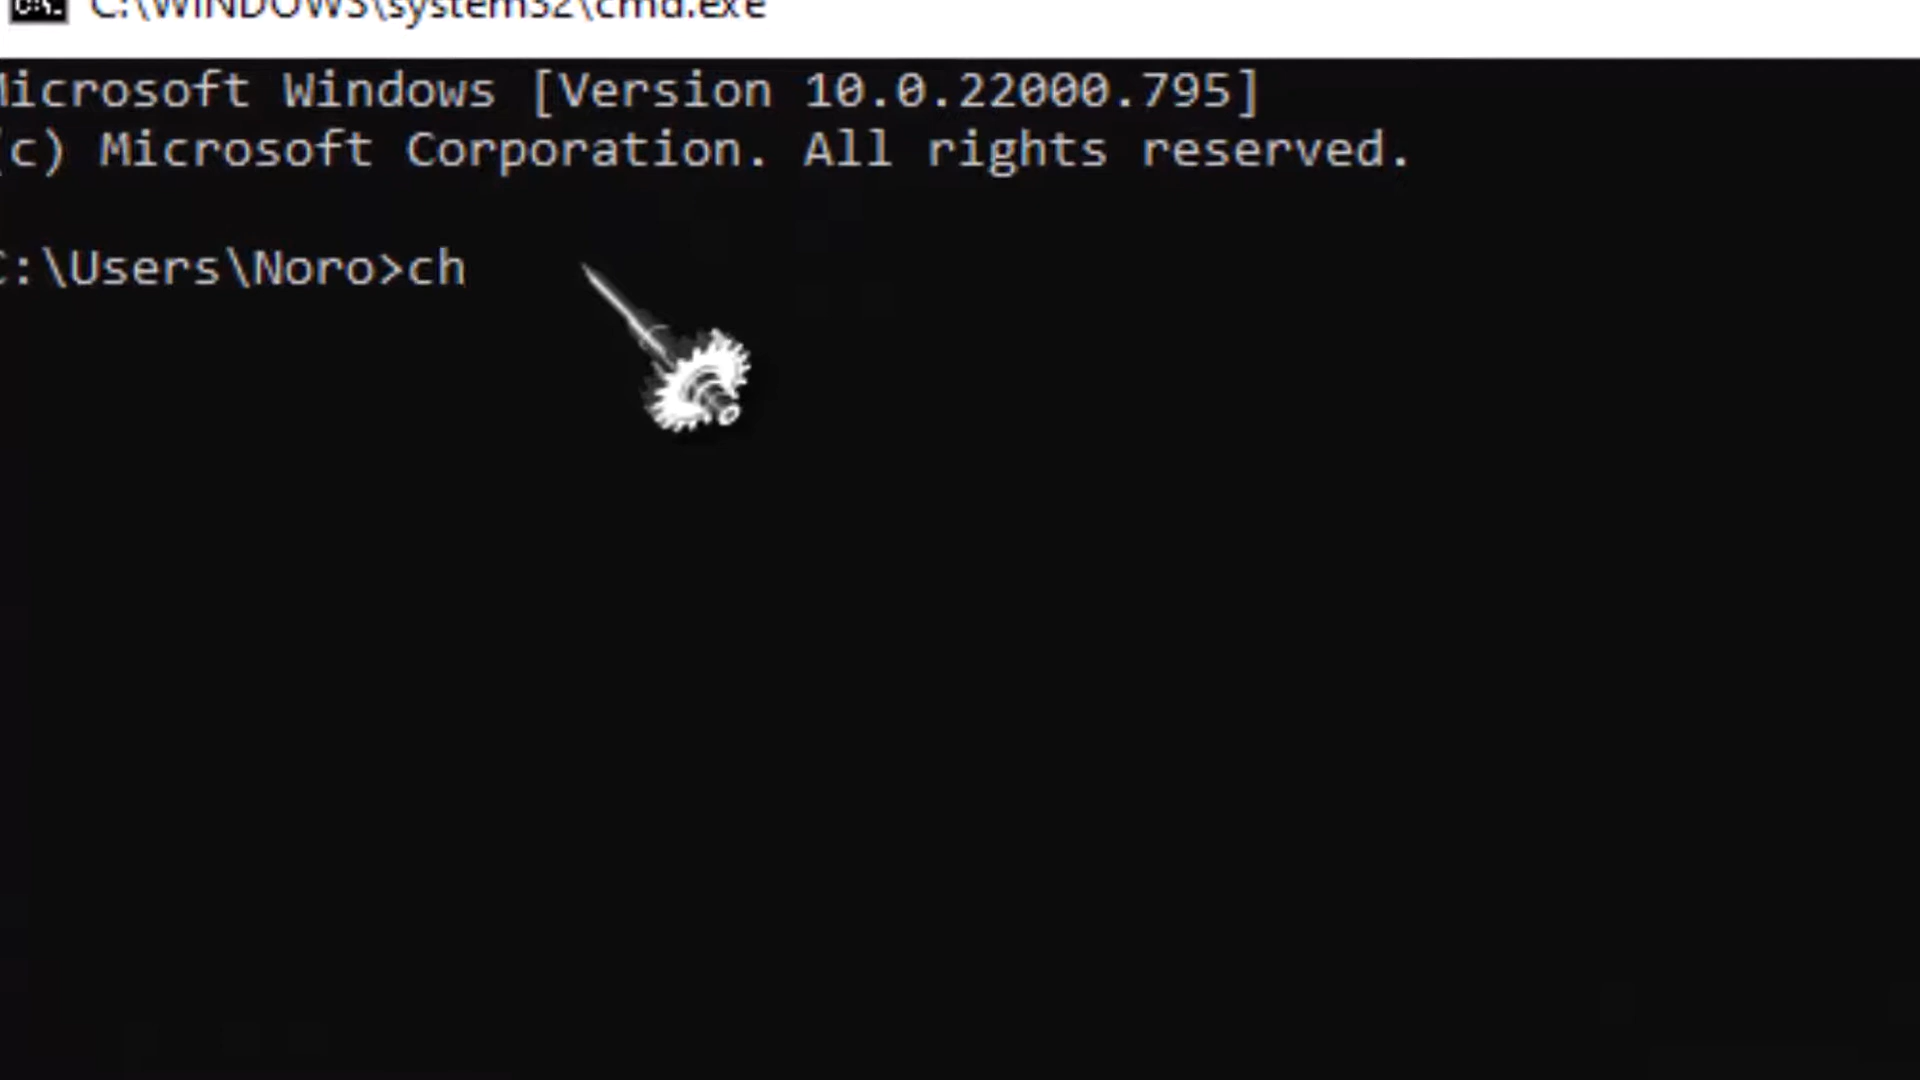 C:\WINDOWS\system32\cmd.exe
Microsoft Windows [Version 10.0.22000.795]
(c) Microsoft Corporation. All rights reserved.
C:\Users\Noro>ch